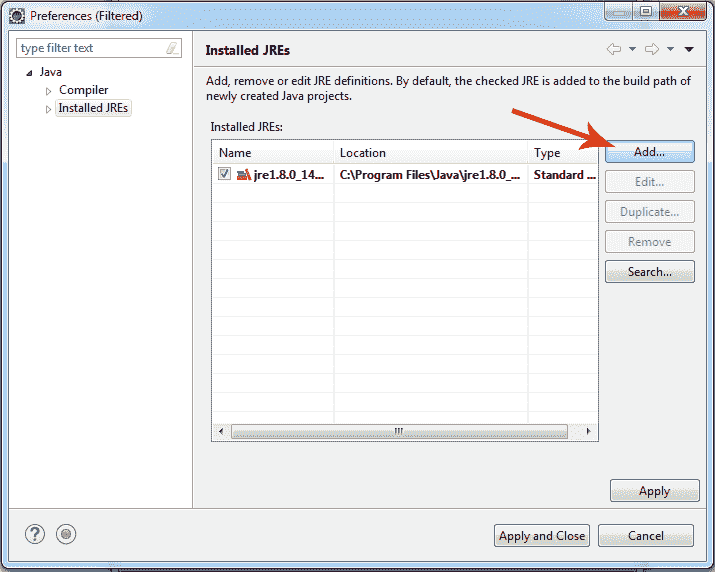 Preferences (Filtered)
type filter text
Java
Compiler
Installed JREs
Installed JREs
Add, remove or edit JRE definitions. By default, the checked JRE is added to the build path of
newly created Java projects.
Installed JREs:
Name Location Type
jre1.8.0_14... C:\Program Files\Java\jre1.8.0_... Standard ...
Add...
Edit...
Duplicate...
Remove
Search...
Apply
Apply and Close Cancel